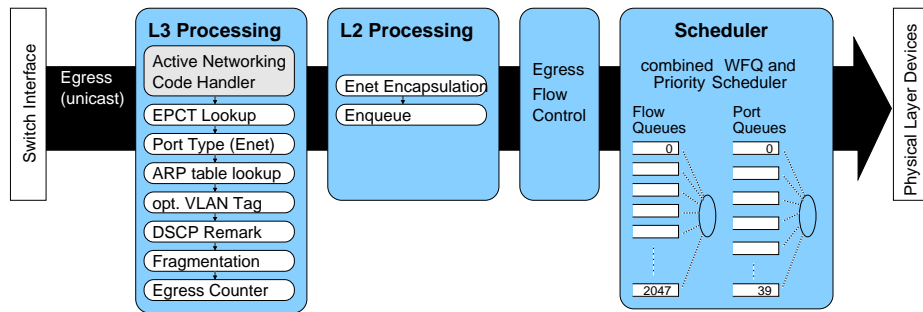 Switch Interface
Egress
(unicast)
L3 Processing
Active Networking
Code Handler
EPCT Lookup
Port Type (Enet)
ARP table lookup
opt. VLAN Tag
DSCP Remark
Fragmentation
Egress Counter
L2 Processing
Enet Encapsulation
Enqueue
Egress
Flow
Control
Scheduler
combined WFQ and
Priority Scheduler
Flow
Queues
0
2047
Port
Queues
0
39
Physical Layer Devices